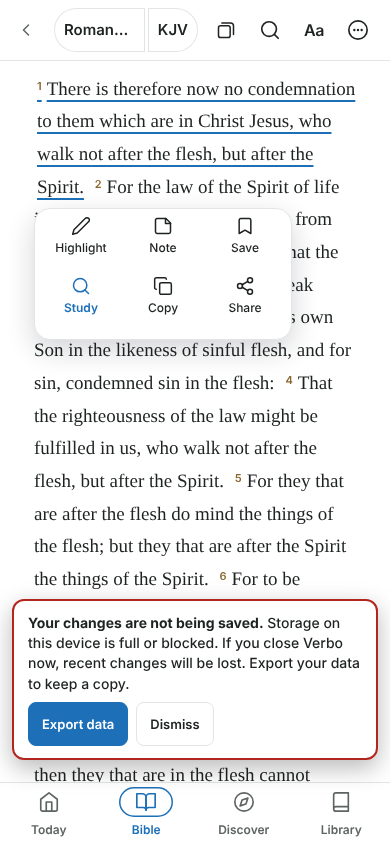 Roman... KJV Aa
1 There is therefore now no condemnation
to them which are in Christ Jesus, who
walk not after the flesh, but after the
Spirit. 2 For the law of the Spirit of life
from
hat the
eak
s own
Highlight Note Save
Study Copy Share
Son in the likeness of sinful flesh, and for
sin, condemned sin in the flesh: 4 That
the righteousness of the law might be
fulfilled in us, who walk not after the
flesh, but after the Spirit. 5 For they that
are after the flesh do mind the things of
the flesh; but they that are after the Spirit
the things of the Spirit. 6 For to be
Your changes are not being saved. Storage on
this device is full or blocked. If you close Verbo
now, recent changes will be lost. Export your data
to keep a copy.
Export data Dismiss
then they that are in the flesh cannot
Today Bible Discover Library